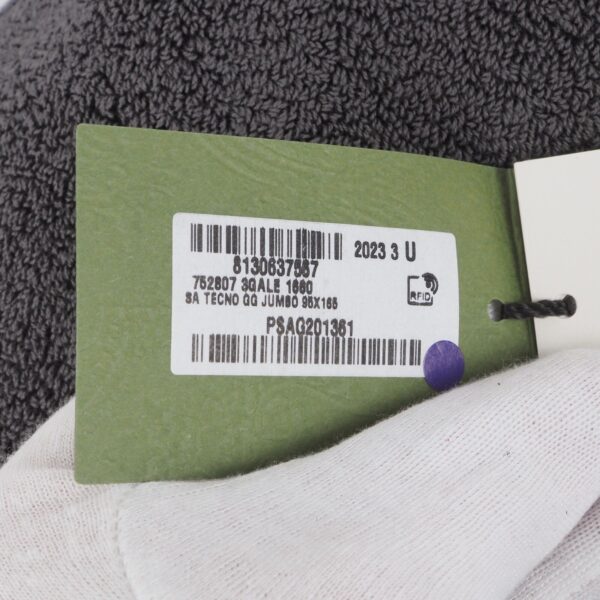 2023 3 U
8130637567
752807 3GALE 1660
SA TECNO GG JUMBO 95X165
RFID
PSAG201361